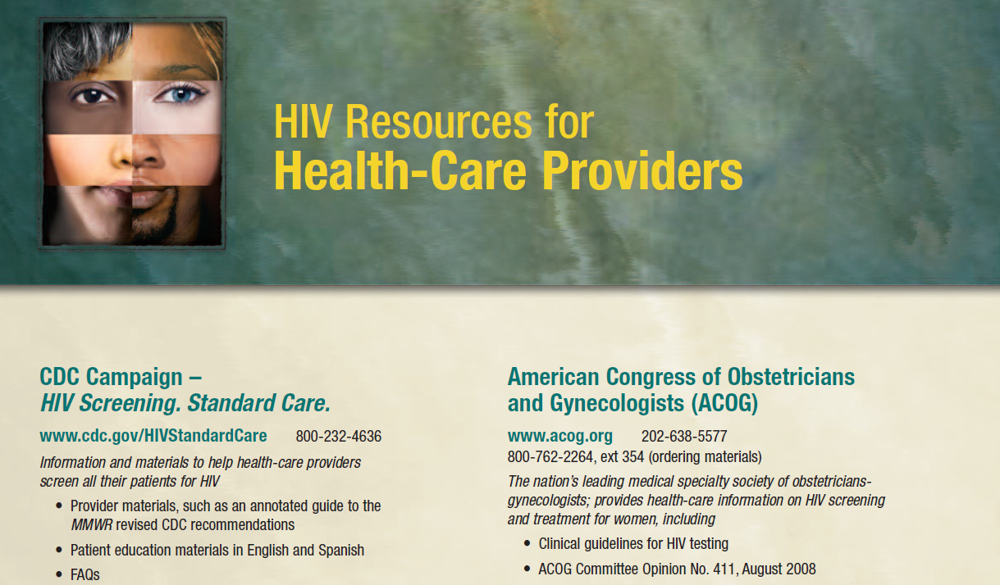 HIV Resources for
Health-Care Providers
CDC Campaign –
HIV Screening. Standard Care.
www.cdc.gov/HIVStandardCare 800-232-4636
Information and materials to help health-care providers
screen all their patients for HIV
• Provider materials, such as an annotated guide to the
MMWR revised CDC recommendations
• Patient education materials in English and Spanish
• FAQs
American Congress of Obstetricians
and Gynecologists (ACOG)
www.acog.org 202-638-5577
800-762-2264, ext 354 (ordering materials)
The nation’s leading medical specialty society of obstetricians-
gynecologists; provides health-care information on HIV screening
and treatment for women, including
• Clinical guidelines for HIV testing
• ACOG Committee Opinion No. 411, August 2008